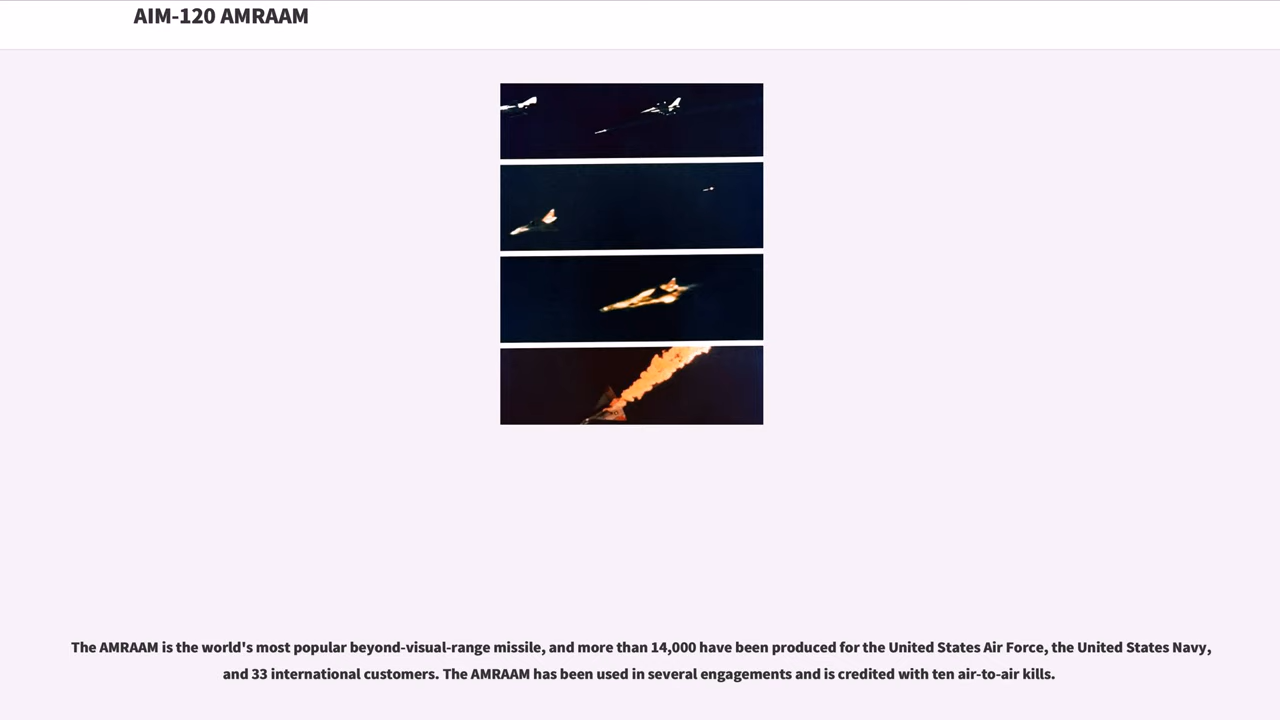 AIM-120 AMRAAM
The AMRAAM is the world's most popular beyond-visual-range missile, and more than 14,000 have been produced for the United States Air Force, the United States Navy,
and 33 international customers. The AMRAAM has been used in several engagements and is credited with ten air-to-air kills.